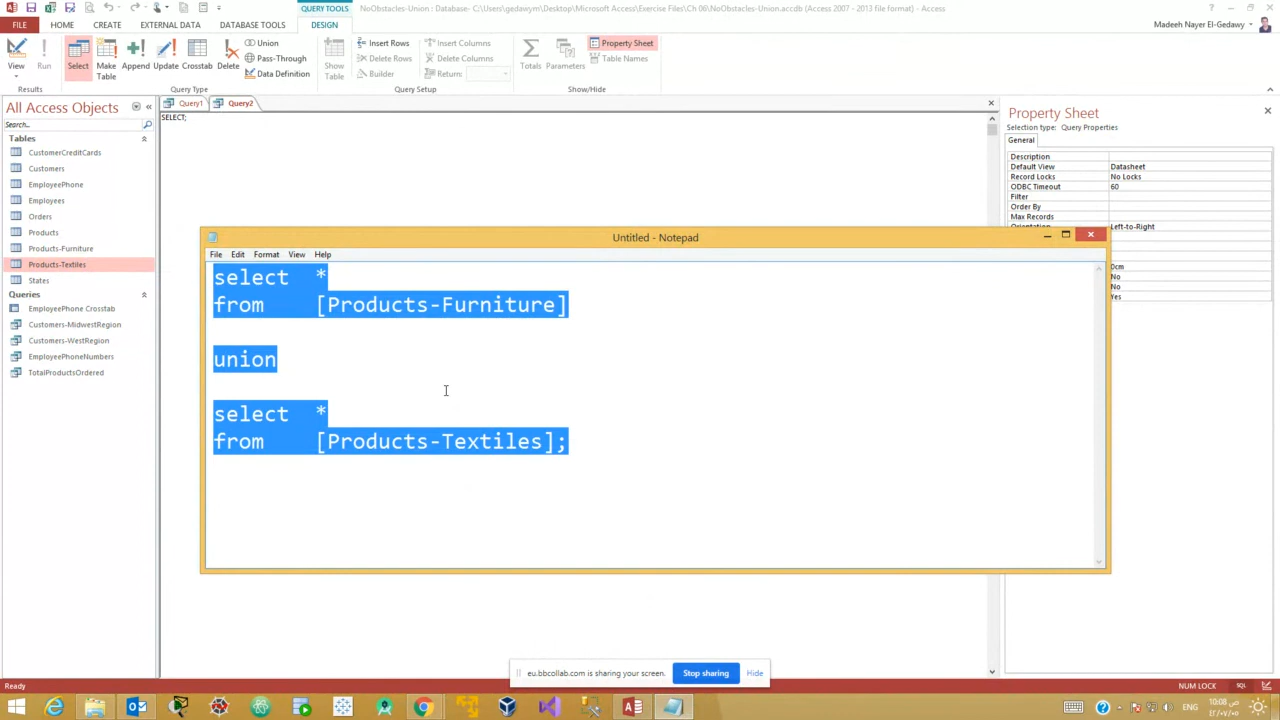 QUERY TOOLS
NoObstacles-Union : Database- C:\Users\gedawym\Desktop\Microsoft Access\Exercise Files\Ch 06\NoObstacles-Union.accdb (Access 2007 - 2013 file format) - Access
FILE HOME CREATE EXTERNAL DATA DATABASE TOOLS DESIGN
Madeeh Nayer El-Gedawy
View Run Select Make Table Append Update Crosstab Delete
Union
Pass-Through
Data Definition
Show Table
Insert Rows
Delete Rows
Builder
Insert Columns
Delete Columns
Return:
Totals Parameters
Property Sheet
Table Names
Results Query Type Query Setup Show/Hide
All Access Objects
Search...
Tables
CustomerCreditCards
Customers
EmployeePhone
Employees
Orders
Products
Products-Furniture
Products-Textiles
States
Queries
EmployeePhone Crosstab
Customers-MidwestRegion
Customers-WestRegion
EmployeePhoneNumbers
TotalProductsOrdered
Query1 Query2
SELECT;
Untitled - Notepad
File Edit Format View Help
select *
from [Products-Furniture]
union
select *
from [Products-Textiles];
Property Sheet
Selection type: Query Properties
General
Description
Default View Datasheet
Record Locks No Locks
ODBC Timeout 60
Filter
Order By
Max Records
Orientation Left-to-Right
0cm
No
No
Yes
eu.bbcollab.com is sharing your screen. Stop sharing Hide
Ready
NUM LOCK SQL
ENG
10:08 ص